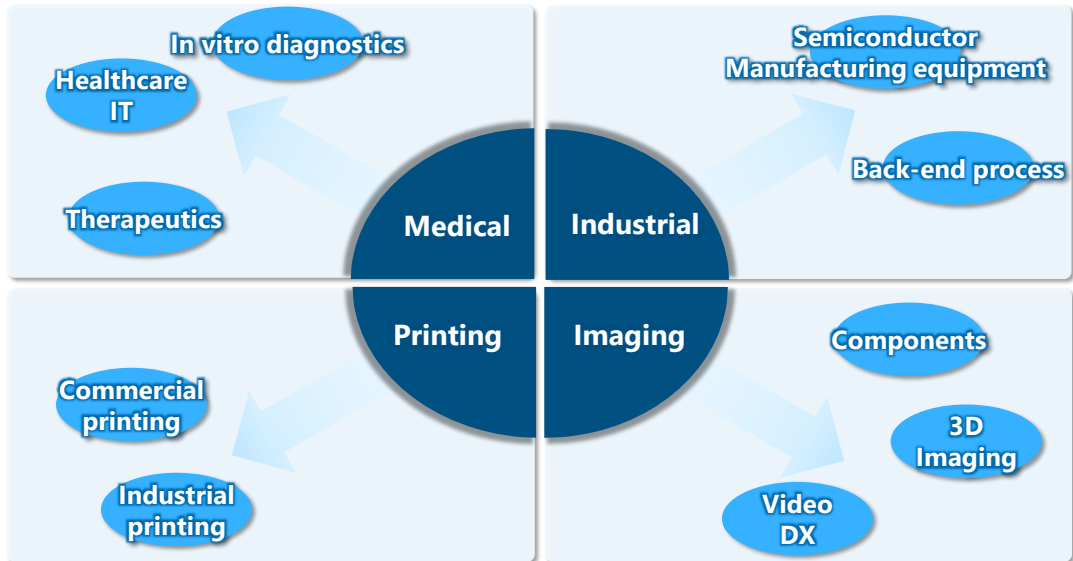 In vitro diagnostics
Healthcare
IT
Therapeutics
Medical
Semiconductor
Manufacturing equipment
Back-end process
Industrial
Printing
Commercial
printing
Industrial
printing
Imaging
Components
3D
Imaging
Video
DX